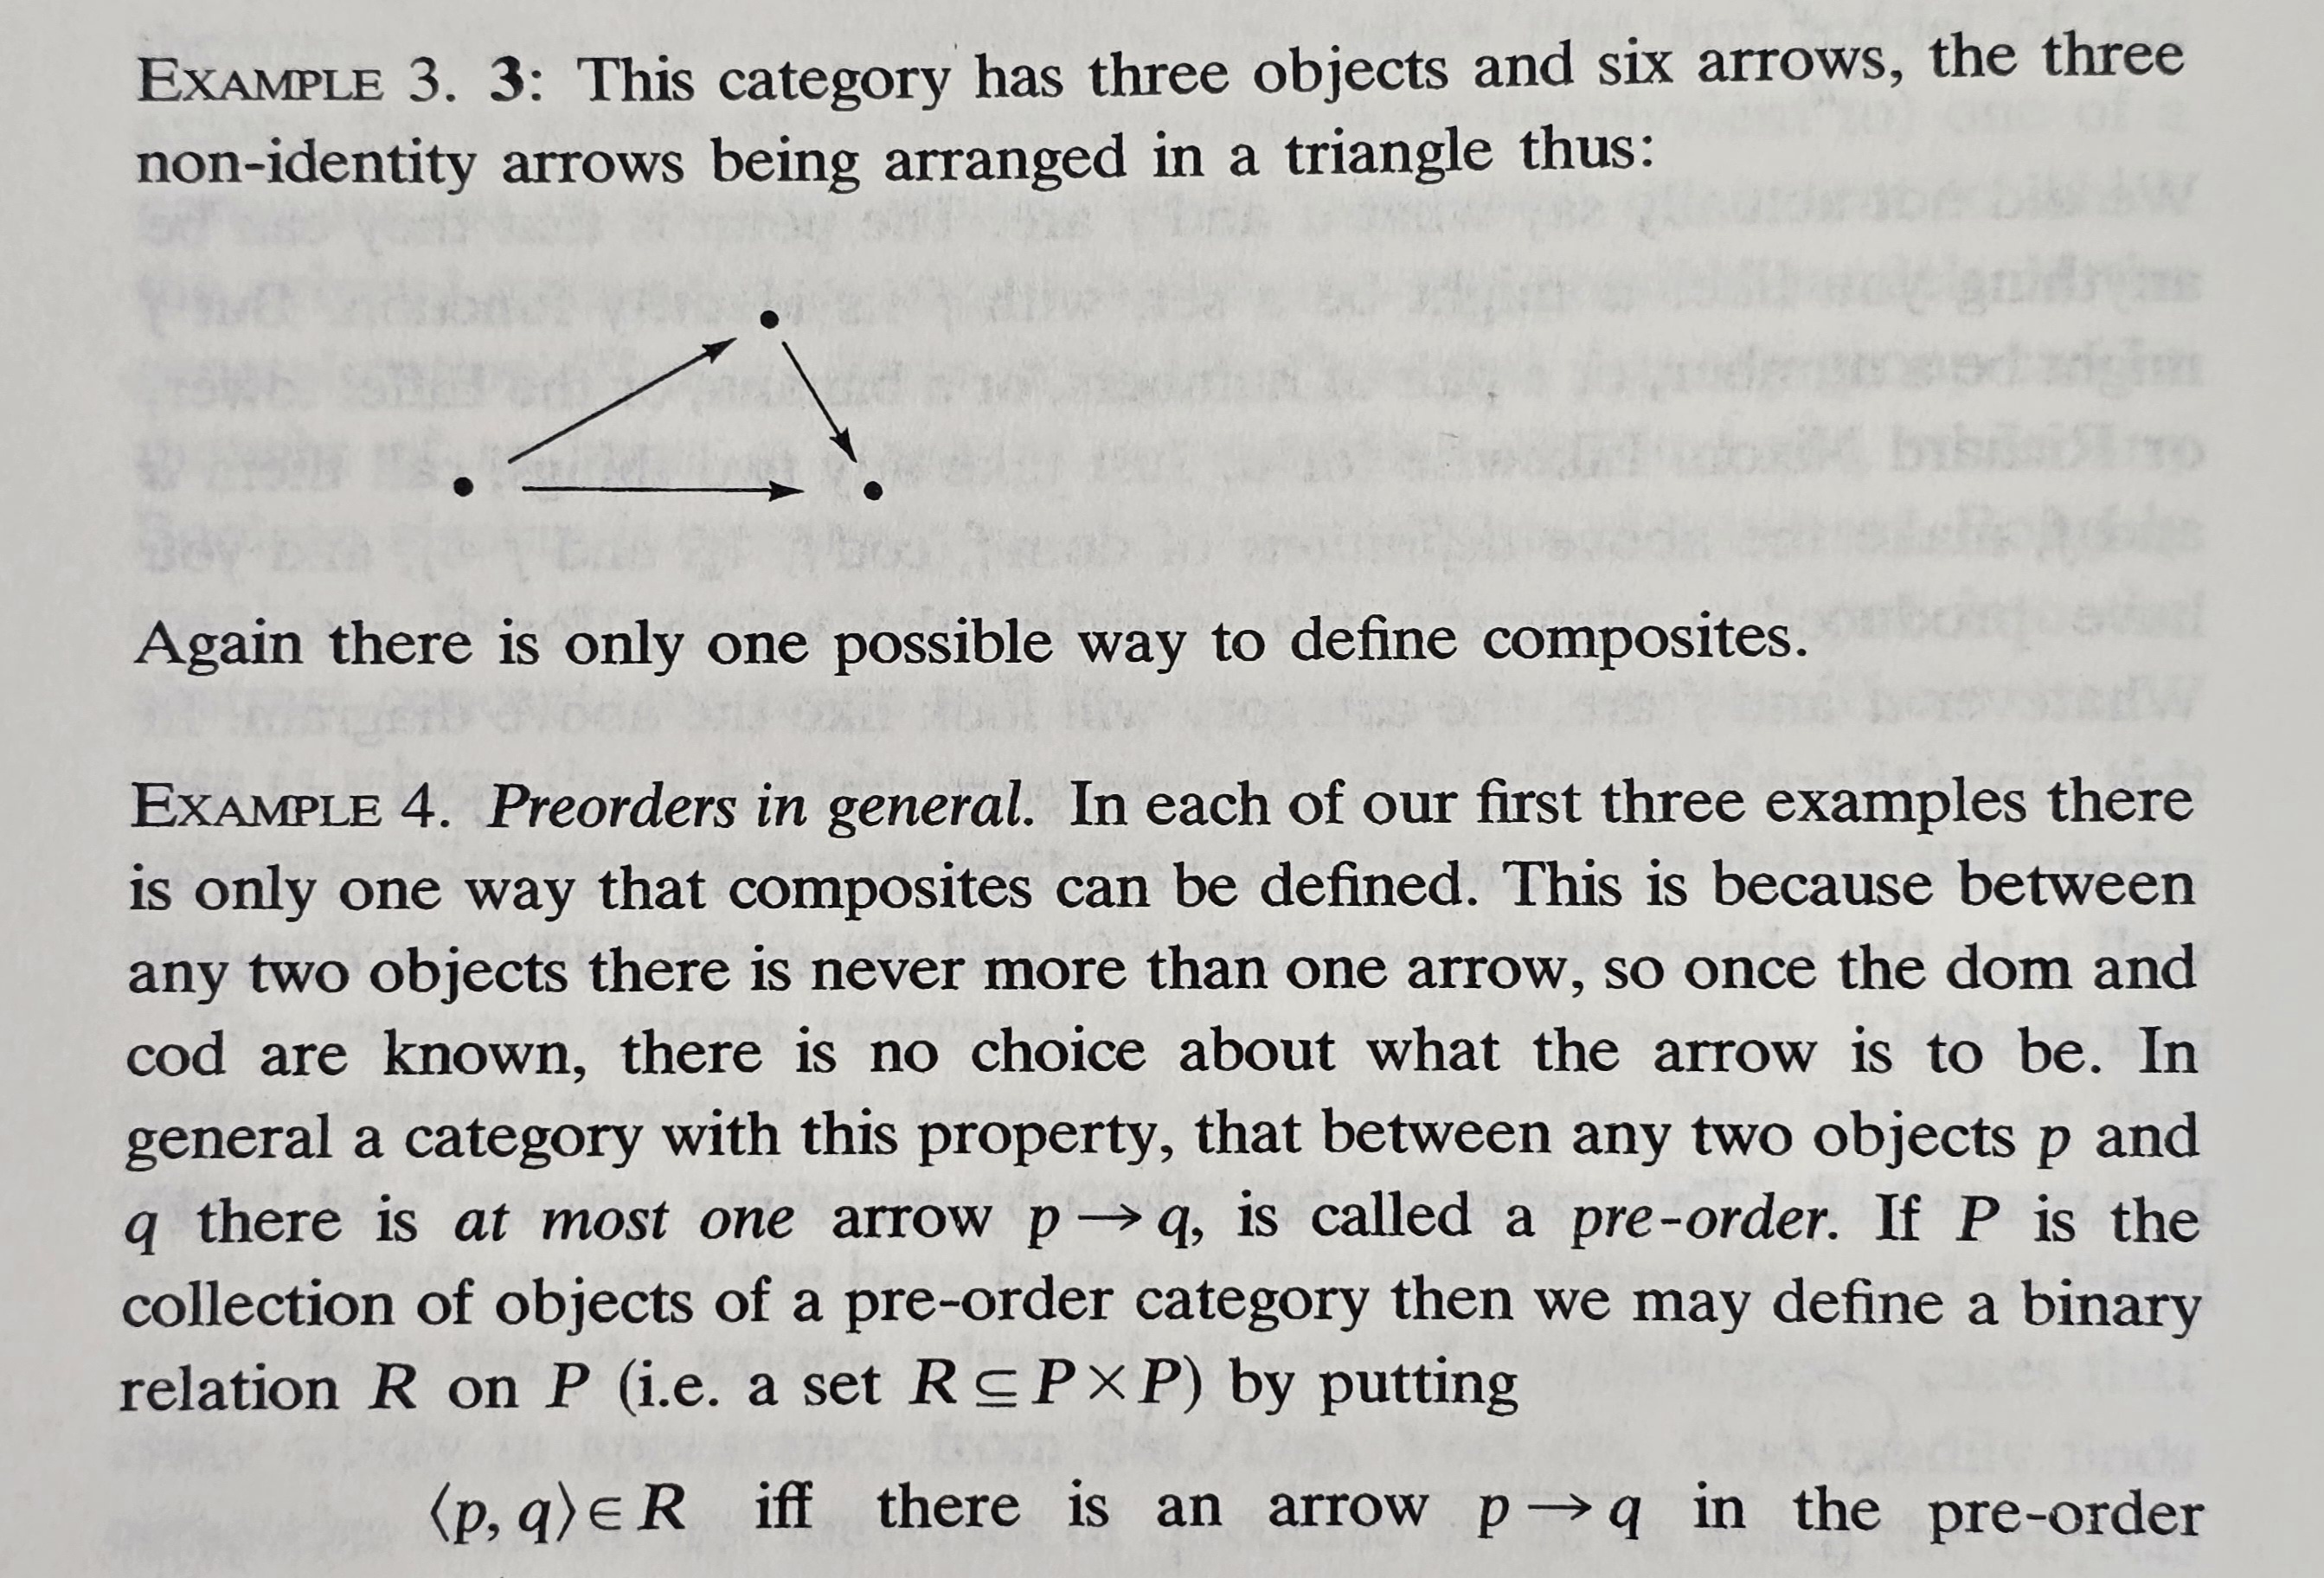 EXAMPLE 3. 3: This category has three objects and six arrows, the three
non-identity arrows being arranged in a triangle thus:
Again there is only one possible way to define composites.
EXAMPLE 4. Preorders in general. In each of our first three examples there
is only one way that composites can be defined. This is because between
any two objects there is never more than one arrow, so once the dom and
cod are known, there is no choice about what the arrow is to be. In
general a category with this property, that between any two objects p and
q there is at most one arrow p → q, is called a pre-order. If P is the
collection of objects of a pre-order category then we may define a binary
relation R on P (i.e. a set R ⊆ P × P) by putting
⟨p, q⟩ ∈ R iff there is an arrow p → q in the pre-order